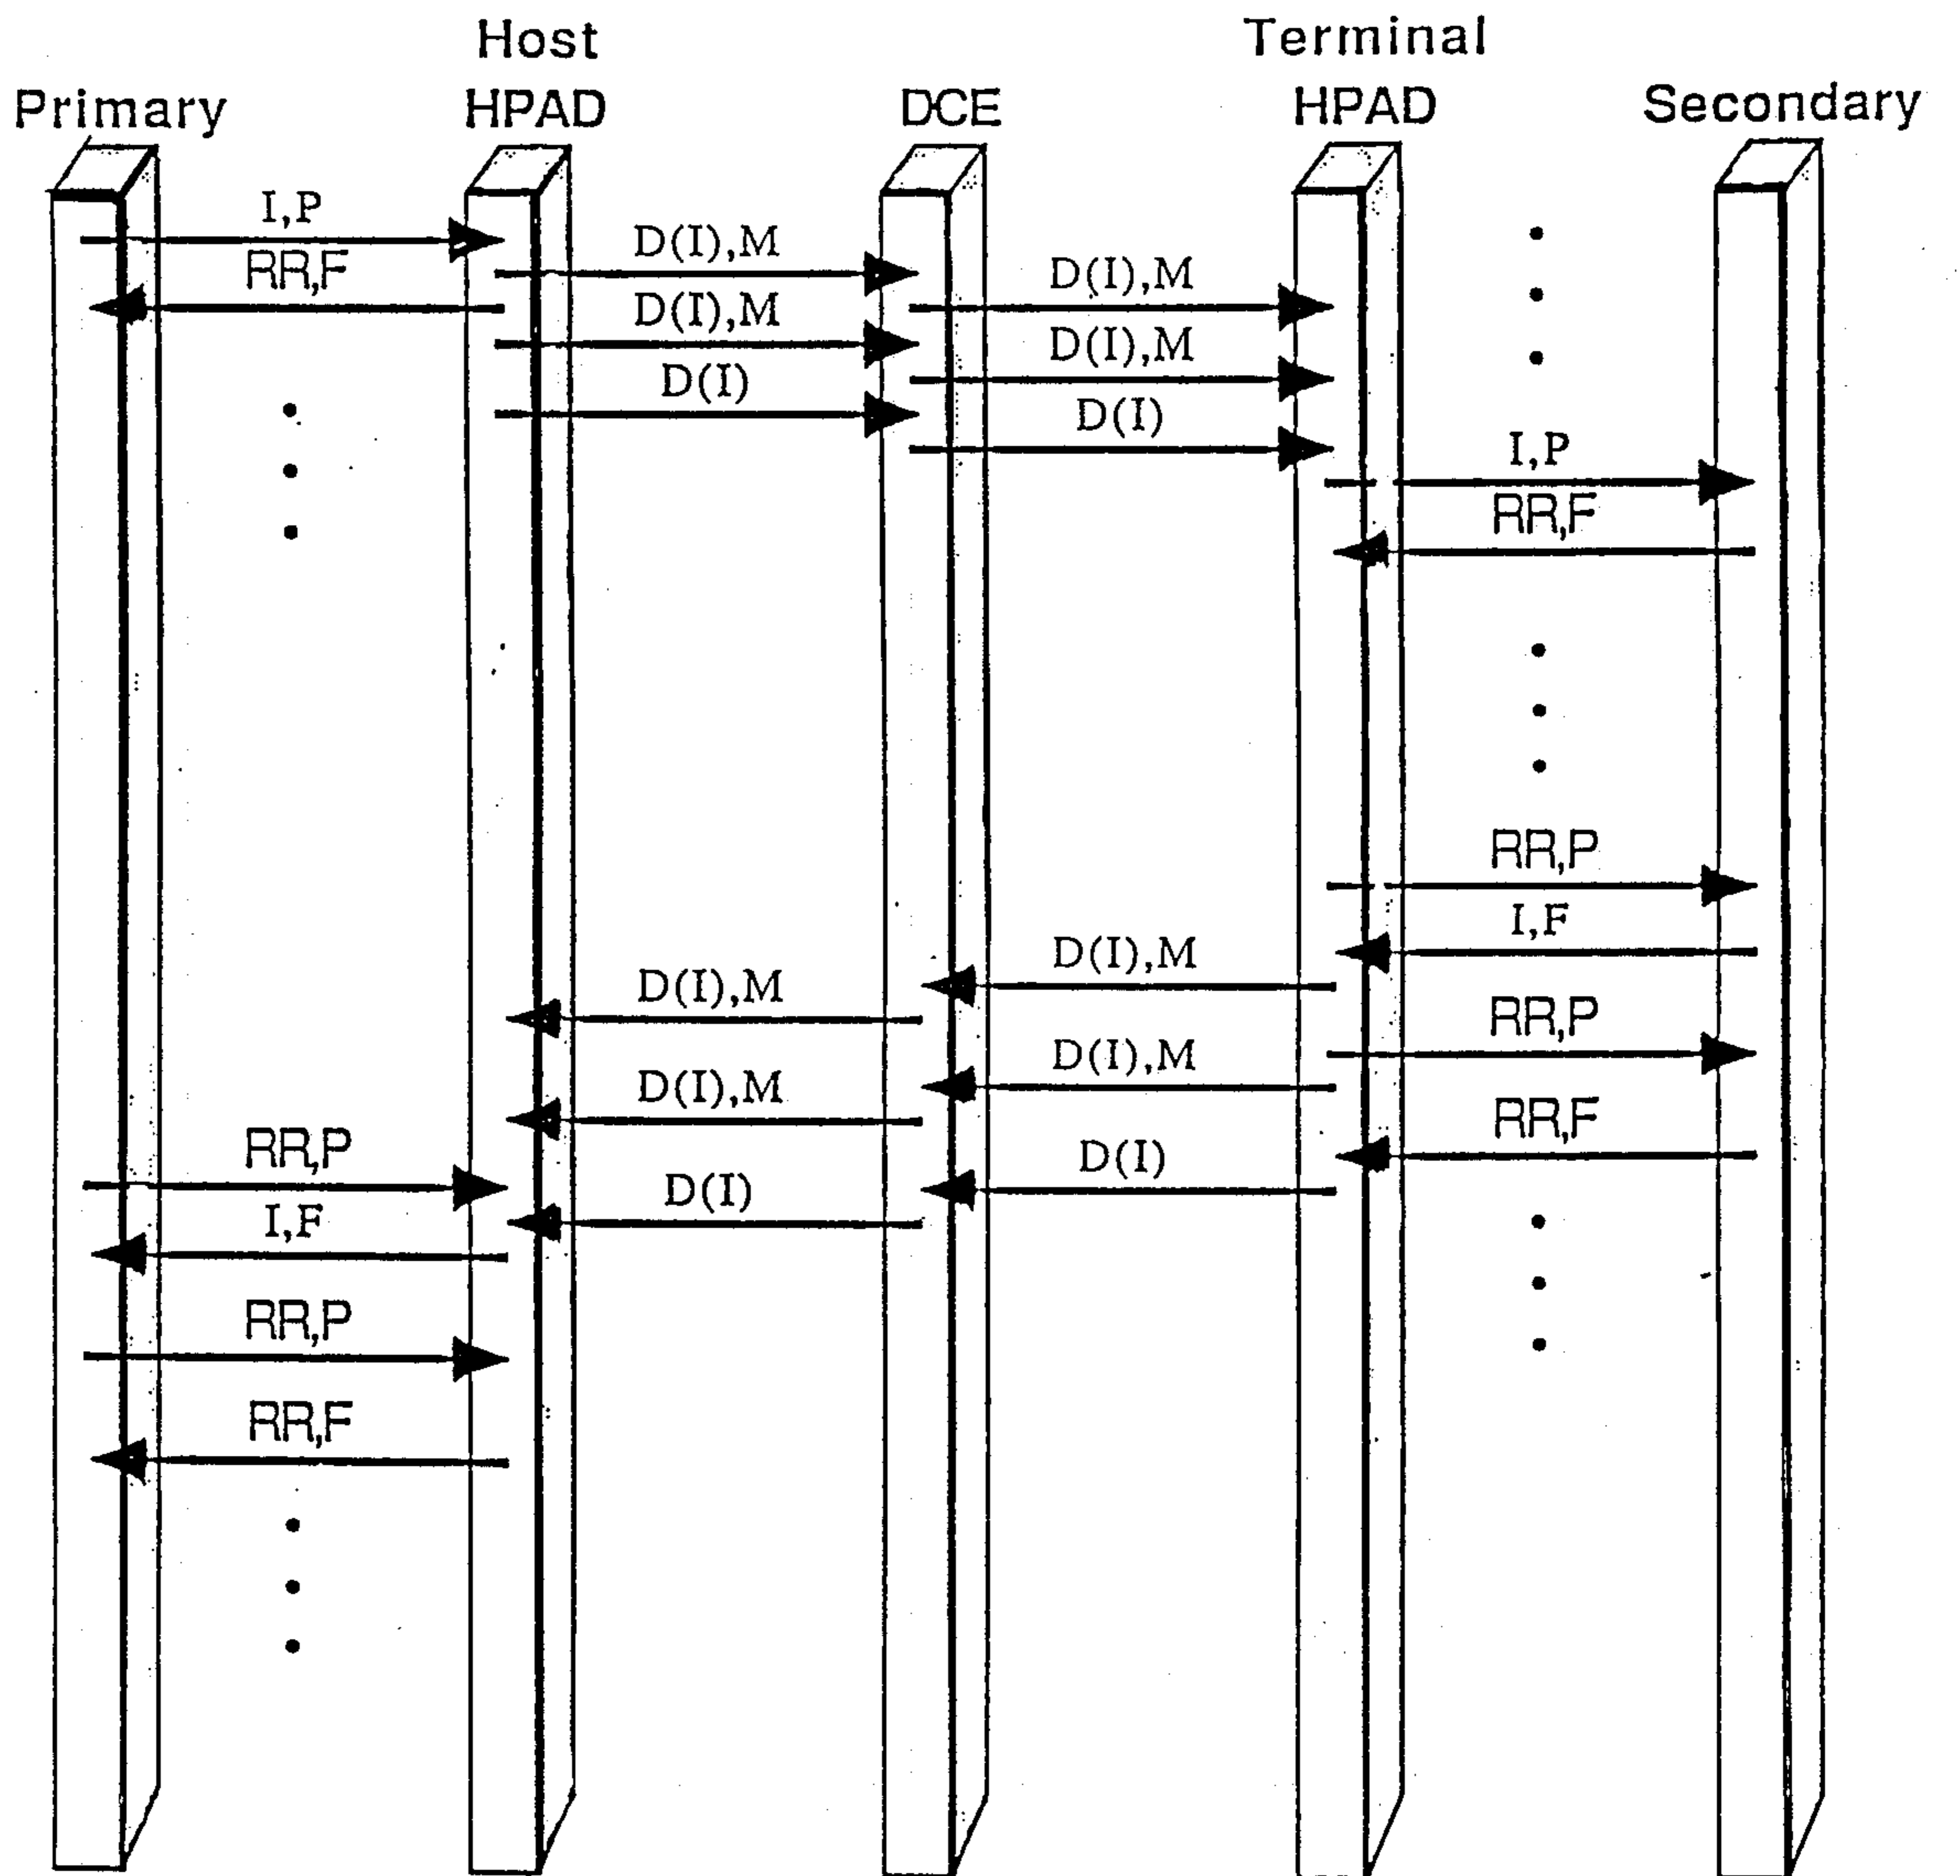 Host
Terminal
Primary
HPAD
DCE
HPAD
Secondary
I,P
D(I),M
RR,F
D(I),M
D(I),M
D(I),M
D(I)
D(I)
I,P
RR,F
RR,P
I,F
D(I),M
D(I),M
RR,P
D(I),M
D(I),M
RR,F
RR,P
D(I)
D(I)
I,F
RR,P
RR,F